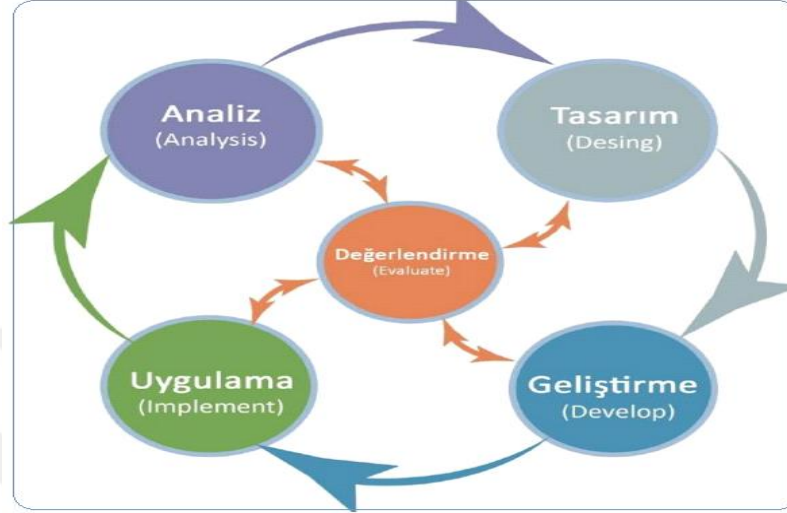 Analiz
(Analysis)
Tasarım
(Desing)
Değerlendirme
(Evaluate)
Uygulama
(Implement)
Geliştirme
(Develop)